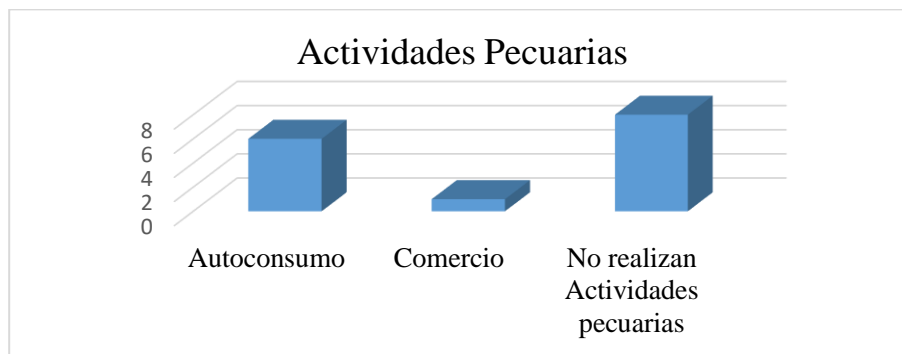 Actividades Pecuarias
8
6
4
2
0
Autoconsumo
Comercio
No realizan
Actividades
pecuarias